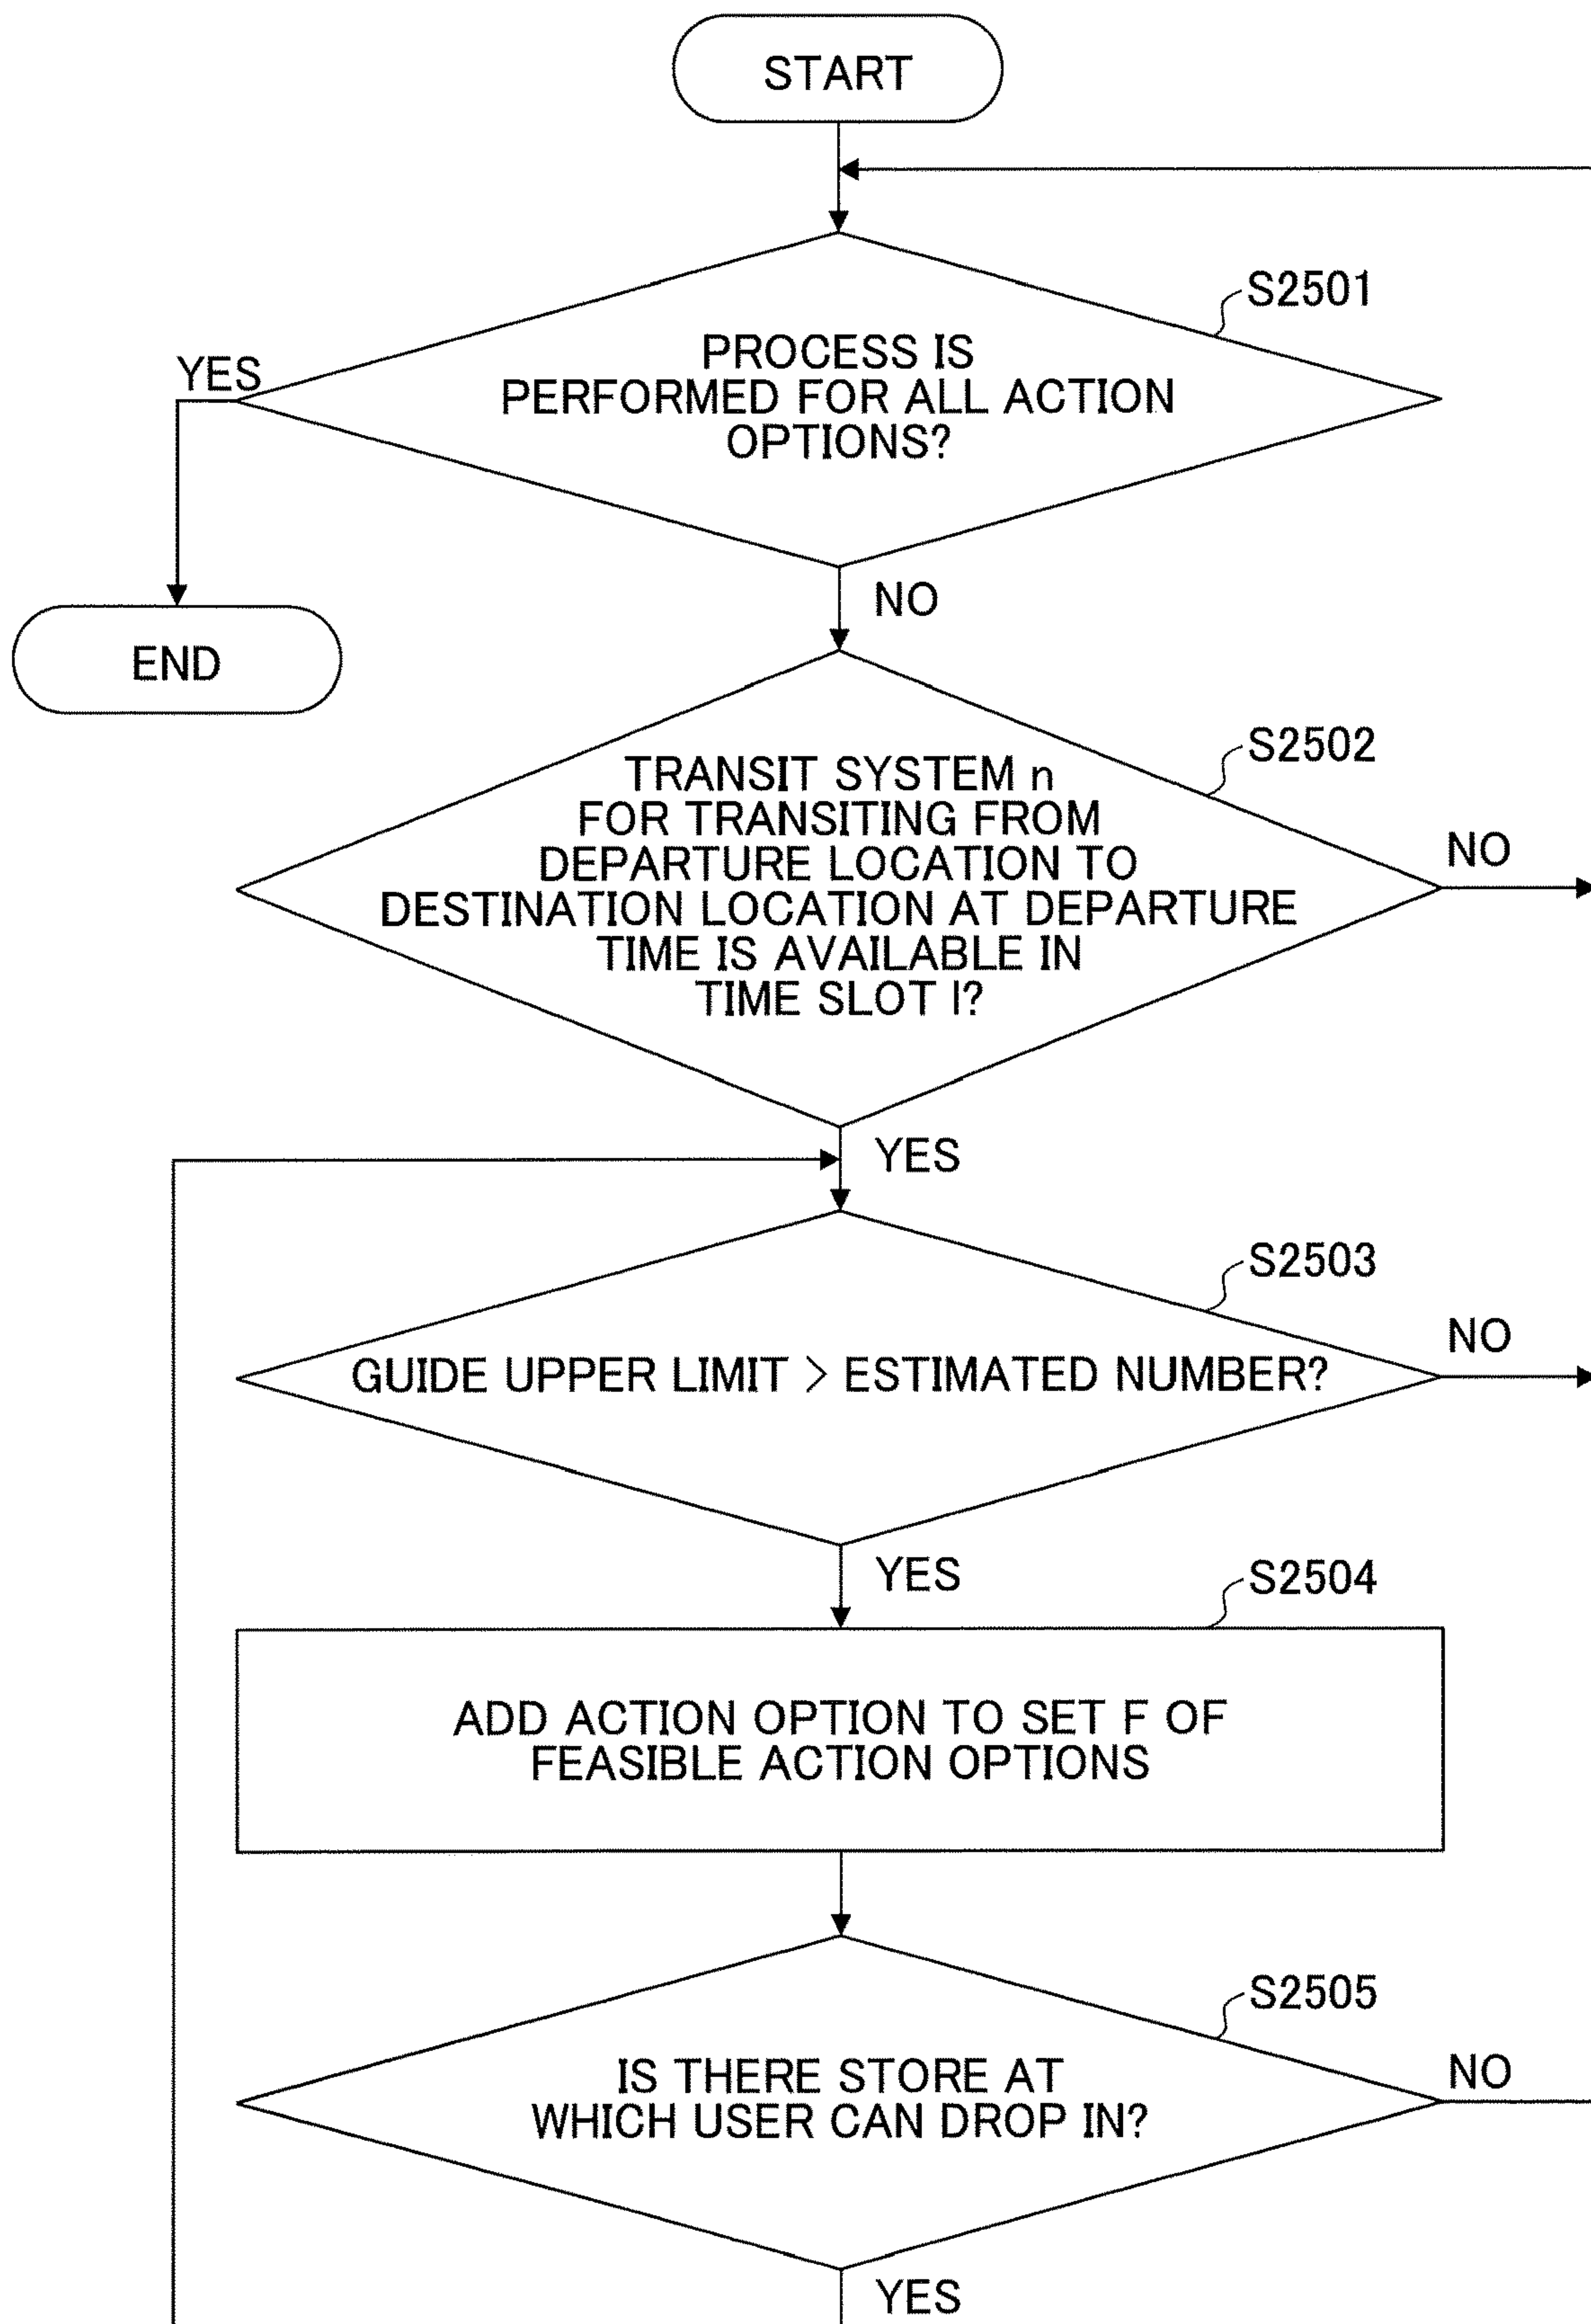 START
S2501
PROCESS IS
PERFORMED FOR ALL ACTION
OPTIONS?
YES
NO
END
S2502
TRANSIT SYSTEM n
FOR TRANSITING FROM
DEPARTURE LOCATION TO
DESTINATION LOCATION AT DEPARTURE
TIME IS AVAILABLE IN
TIME SLOT l?
NO
YES
S2503
GUIDE UPPER LIMIT > ESTIMATED NUMBER?
NO
YES
S2504
ADD ACTION OPTION TO SET F OF
FEASIBLE ACTION OPTIONS
S2505
IS THERE STORE AT
WHICH USER CAN DROP IN?
NO
YES